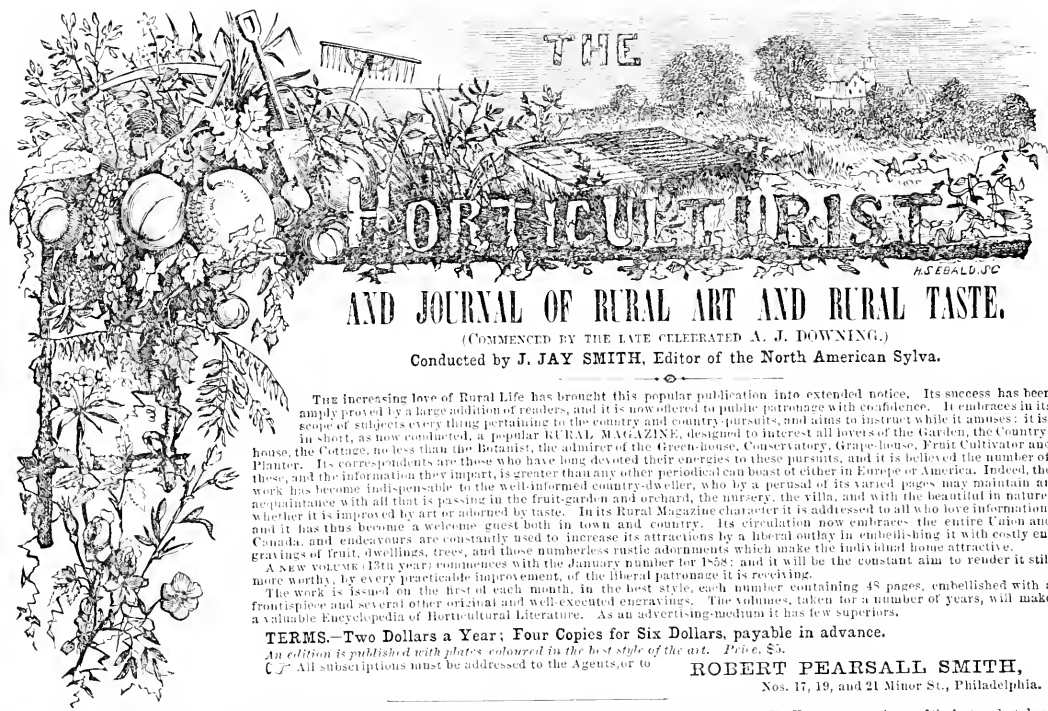 THE
HORTICULTURIST
H. SEBALD. SC
AND JOURNAL OF RURAL ART AND RURAL TASTE.
(COMMENCED BY THE LATE CELEBRATED A. J. DOWNING.)
Conducted by J. JAY SMITH, Editor of the North American Sylva.
THE increasing love of Rural Life has brought this popular publication into extended notice. Its success has been
amply proved by a large addition of readers, and it is now offered to public patronage with confidence. It embraces in its
scope of subjects every thing pertaining to the country and country-pursuits, and aims to instruct while it amuses: it is
in short, as now conducted, a popular RURAL MAGAZINE, designed to interest all lovers of the Garden, the Country-
house, the Cottage, no less than the Botanist, the admirer of the Green-house, Conservatory, Grape-house, Fruit Cultivator and
Planter. Its correspondents are those who have long devoted their energies to these pursuits, and it is believed the number of
these, and the information they impart, is greater than any other periodical can boast of either in Europe or America. Indeed, the
work has become indispensable to the well-informed country-dweller, who by a perusal of its varied pages may maintain an
acquaintance with all that is passing in the fruit-garden and orchard, the nursery, the villa, and with the beautiful in nature
whether it is improved by art or adorned by taste. In its Rural Magazine character it is addressed to all who love information
and it has thus become a welcome guest both in town and country. Its circulation now embraces the entire Union and
Canada, and endeavours are constantly used to increase its attractions by a liberal outlay in embellishing it with costly en-
gravings of fruit, dwellings, trees, and those numberless rustic adornments which make the individual home attractive.
A NEW VOLUME (13th year) commences with the January number for 1858; and it will be the constant aim to render it stil
more worthy, by every practicable improvement, of the liberal patronage it is receiving.
The work is issued on the first of each month, in the best style, each number containing 48 pages, embellished with a
frontispiece and several other original and well-executed engravings. The volumes, taken for a number of years, will make
a valuable Encyclopedia of Horticultural Literature. As an advertising-medium it has few superiors.
TERMS.—Two Dollars a Year; Four Copies for Six Dollars, payable in advance.
An edition is published with plates coloured in the best style of the art. Price, $5.
☞ All subscriptions must be addressed to the Agents, or to
ROBERT PEARSALL SMITH,
Nos. 17, 19, and 21 Minor St., Philadelphia.